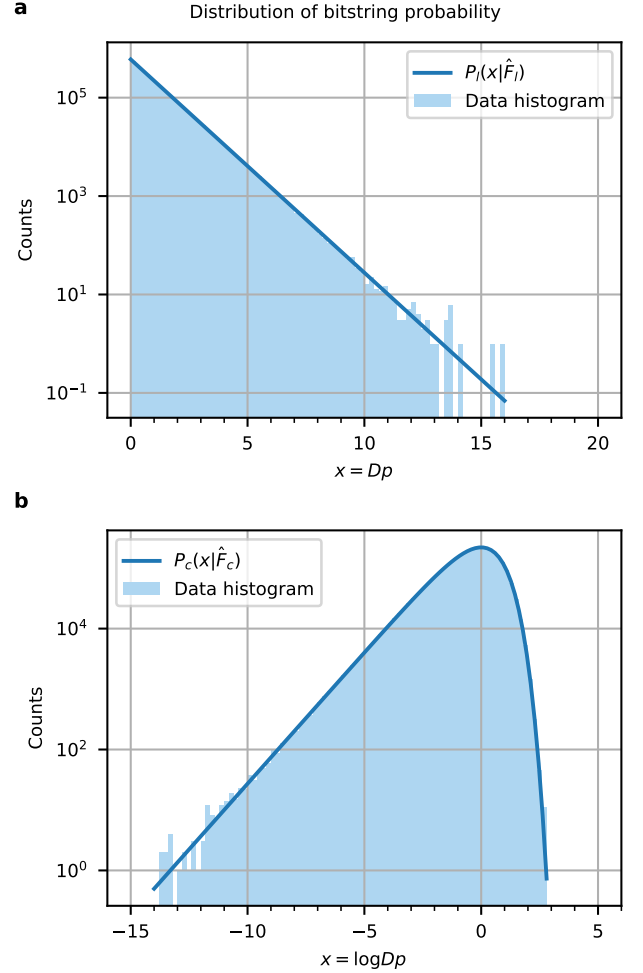 a
Distribution of bitstring probability
P_l(x|F̂_l)
Data histogram
Counts
10^5
10^3
10^1
10^−1
0 5 10 15 20
x = Dp
b
P_c(x|F̂_c)
Data histogram
Counts
10^4
10^2
10^0
−15 −10 −5 0 5
x = logDp